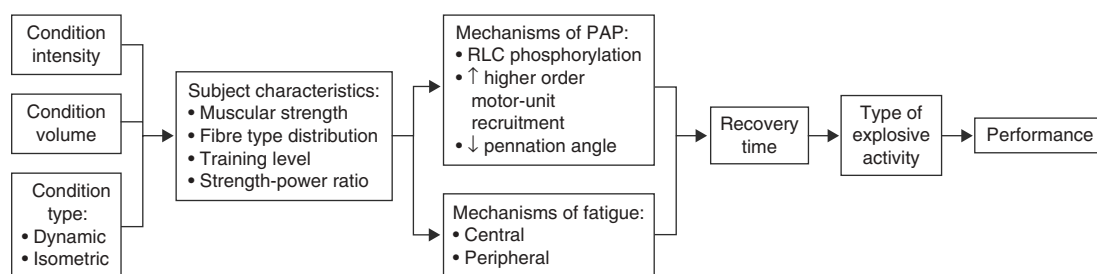 Condition
intensity
Condition
volume
Condition
type:
• Dynamic
• Isometric
Subject characteristics:
• Muscular strength
• Fibre type distribution
• Training level
• Strength-power ratio
Mechanisms of PAP:
• RLC phosphorylation
• ↑ higher order
motor-unit
recruitment
• ↓ pennation angle
Mechanisms of fatigue:
• Central
• Peripheral
Recovery
time
Type of
explosive
activity
Performance